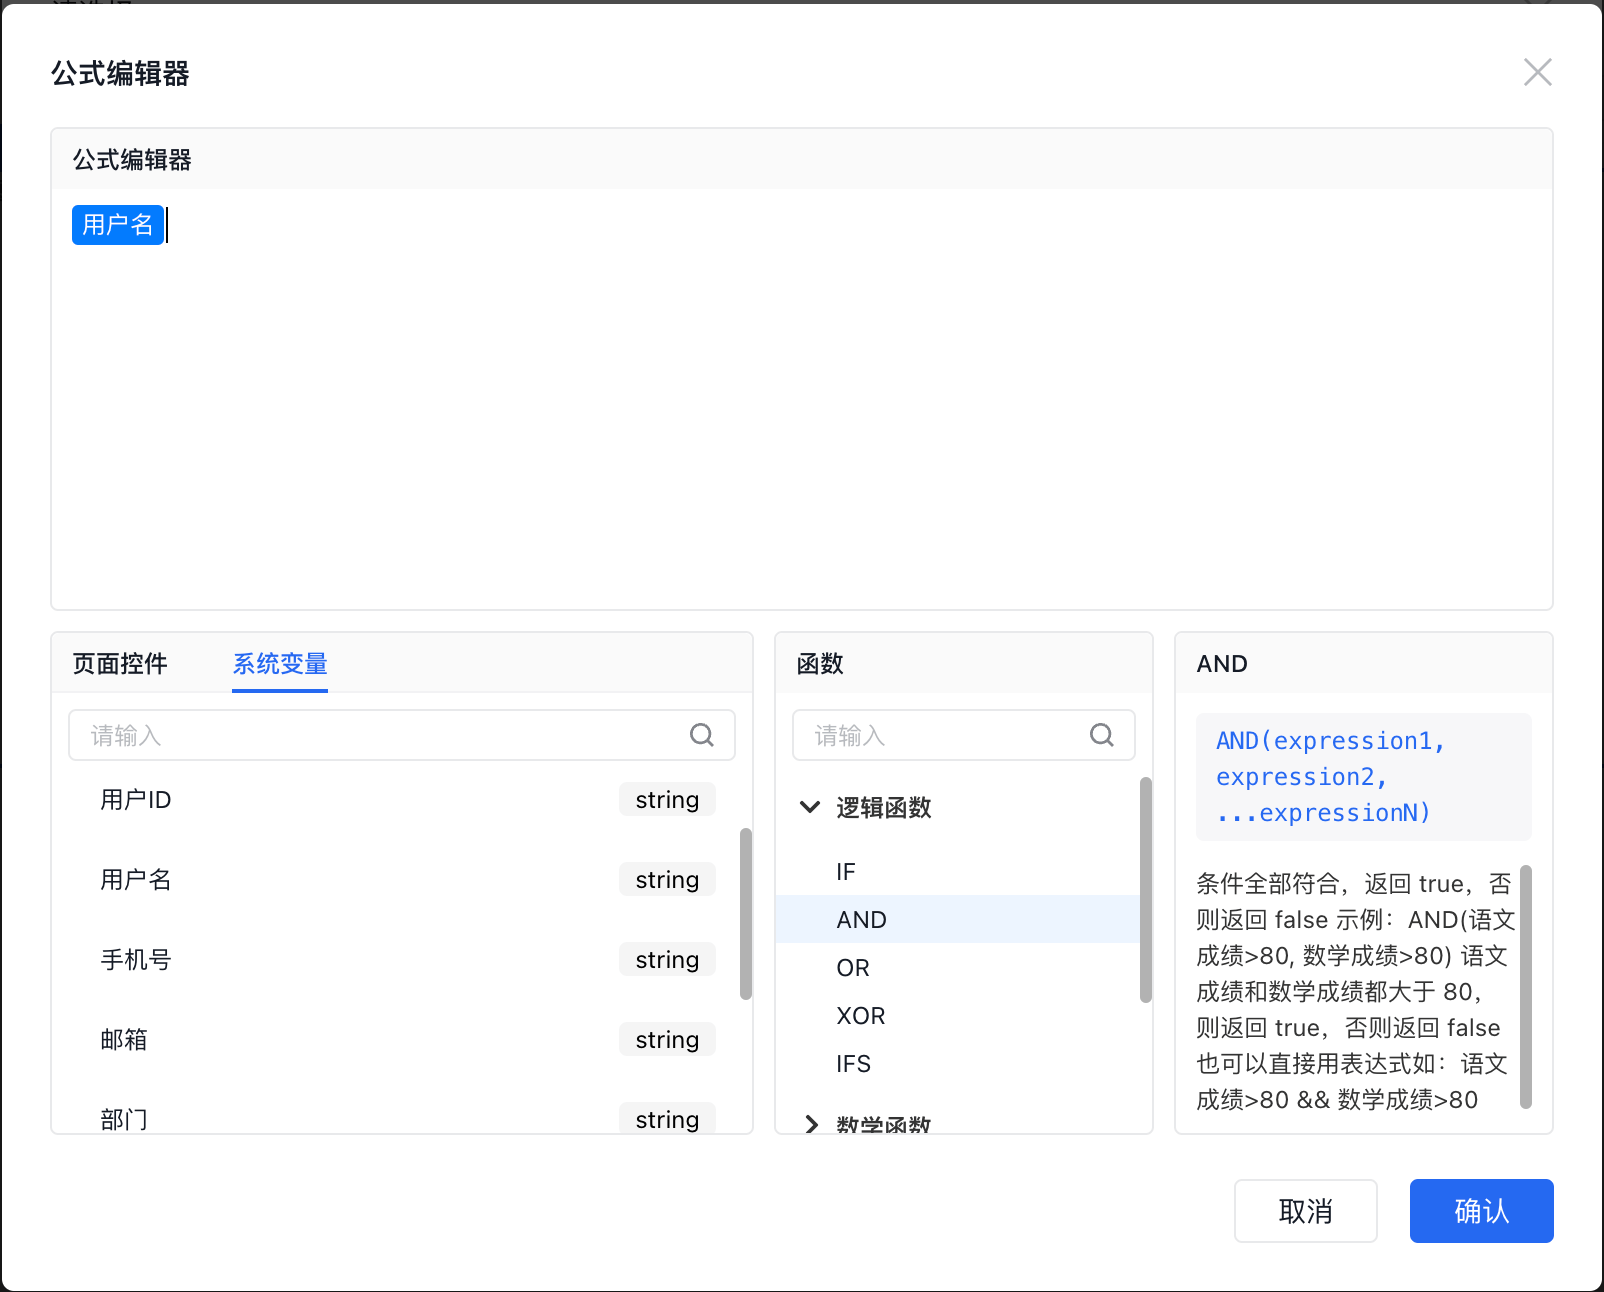 公式编辑器
公式编辑器
用户名
页面控件
系统变量
请输入
用户ID
string
用户名
string
手机号
string
邮箱
string
部门
string
函数
请输入
逻辑函数
IF
AND
OR
XOR
IFS
数学函数
AND
AND(expression1,
expression2,
...expressionN)
条件全部符合，返回 true，否
则返回 false 示例：AND(语文
成绩>80, 数学成绩>80) 语文
成绩和数学成绩都大于 80，
则返回 true，否则返回 false
也可以直接用表达式如：语文
成绩>80 && 数学成绩>80
取消
确认